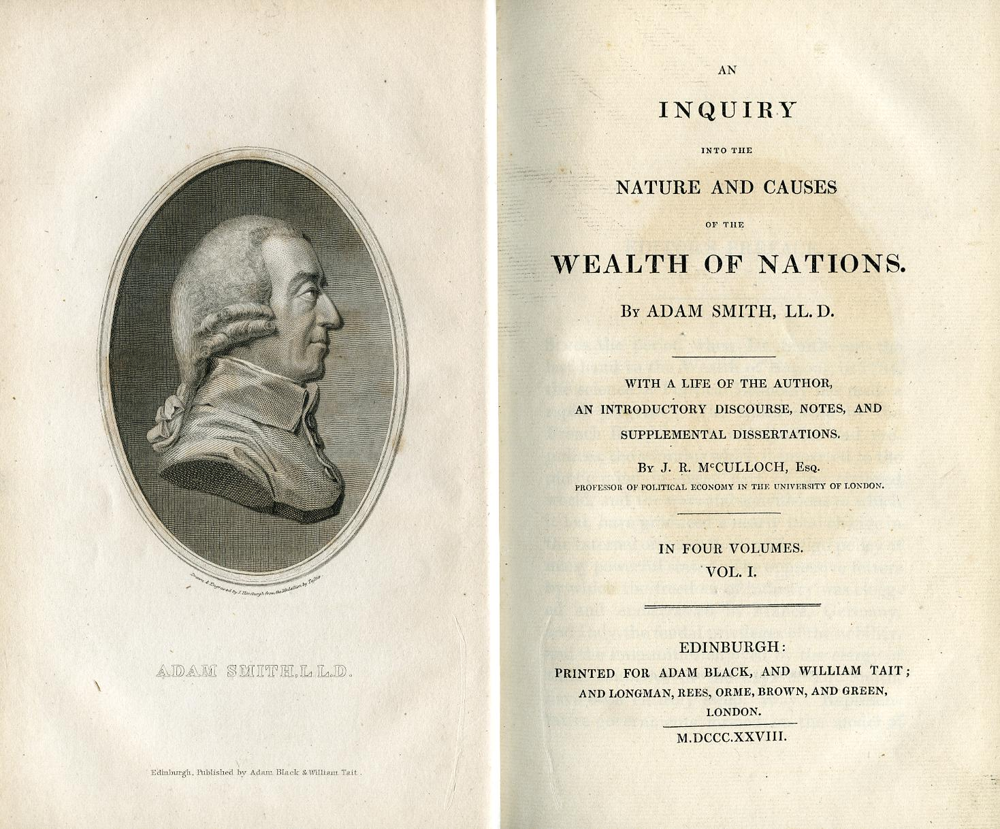 Drawn & Engraved by J. Horsburgh from the Medallion by Tassie.
ADAM SMITH, L.L.D.
Edinburgh, Published by Adam Black & William Tait.
AN
INQUIRY
INTO THE
NATURE AND CAUSES
OF THE
WEALTH OF NATIONS.
By ADAM SMITH, LL. D.
WITH A LIFE OF THE AUTHOR,
AN INTRODUCTORY DISCOURSE, NOTES, AND
SUPPLEMENTAL DISSERTATIONS.
By J. R. McCULLOCH, Esq.
PROFESSOR OF POLITICAL ECONOMY IN THE UNIVERSITY OF LONDON.
IN FOUR VOLUMES.
VOL. I.
EDINBURGH:
PRINTED FOR ADAM BLACK, AND WILLIAM TAIT;
AND LONGMAN, REES, ORME, BROWN, AND GREEN,
LONDON.
M.DCCC.XXVIII.